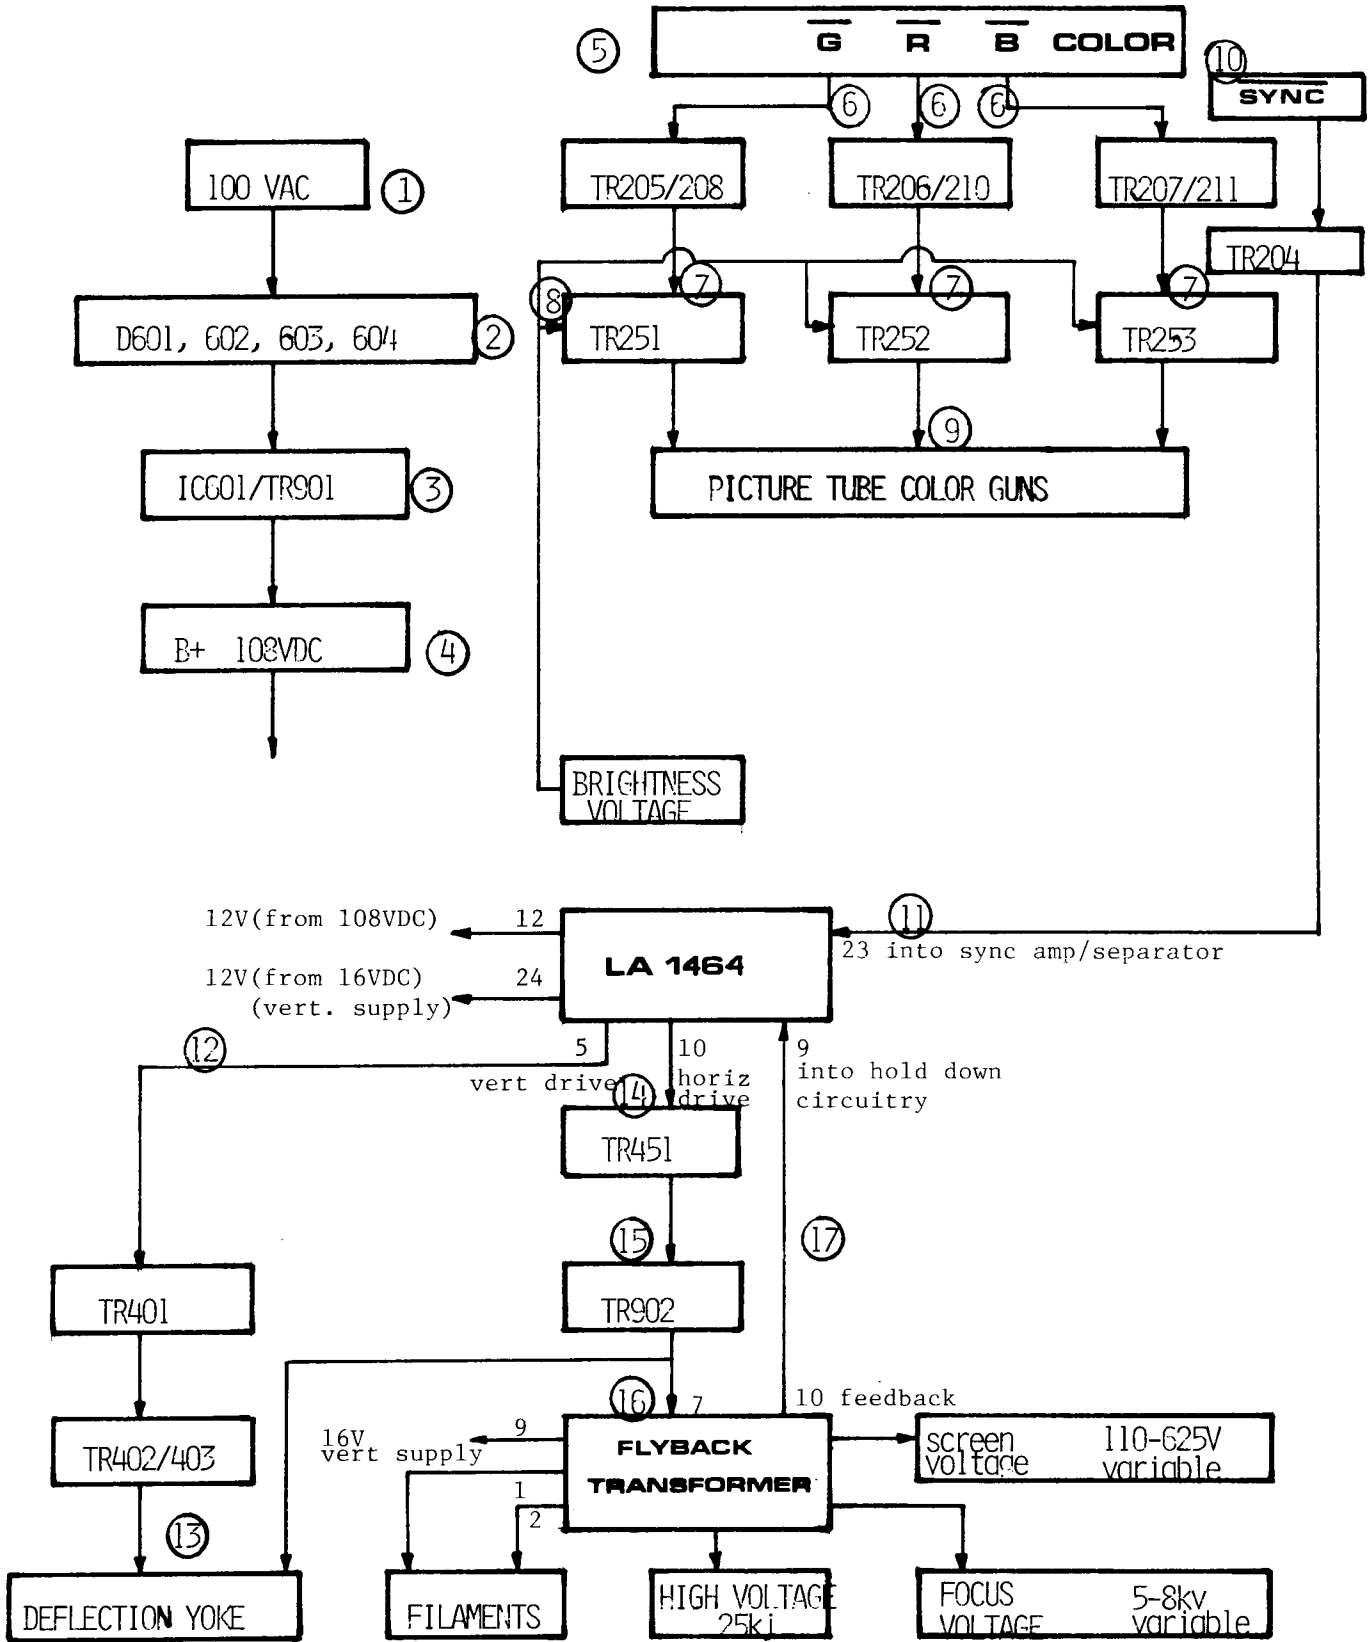 5
G R B COLOR
10
SYNC
6
6
6
100 VAC
1
TR205/208
TR206/210
TR207/211
TR204
7
7
7
8
D601, 602, 603, 604
2
TR251
TR252
TR253
9
IC601/TR901
3
PICTURE TUBE COLOR GUNS
B+ 108VDC
4
BRIGHTNESS
VOLTAGE
12V(from 108VDC)
12
11
LA 1464
23 into sync amp/separator
12V(from 16VDC)
24
(vert. supply)
12
5
vert drive
10
horiz
drive
9
into hold down
circuitry
14
TR451
15
17
TR401
TR902
16
7
10 feedback
TR402/403
16V
vert supply
9
FLYBACK
TRANSFORMER
1
2
screen
voltage
110-625V
variable
13
DEFLECTION YOKE
FILAMENTS
HIGH VOLTAGE
FOCUS
VOLTAGE
5-8kv
variable